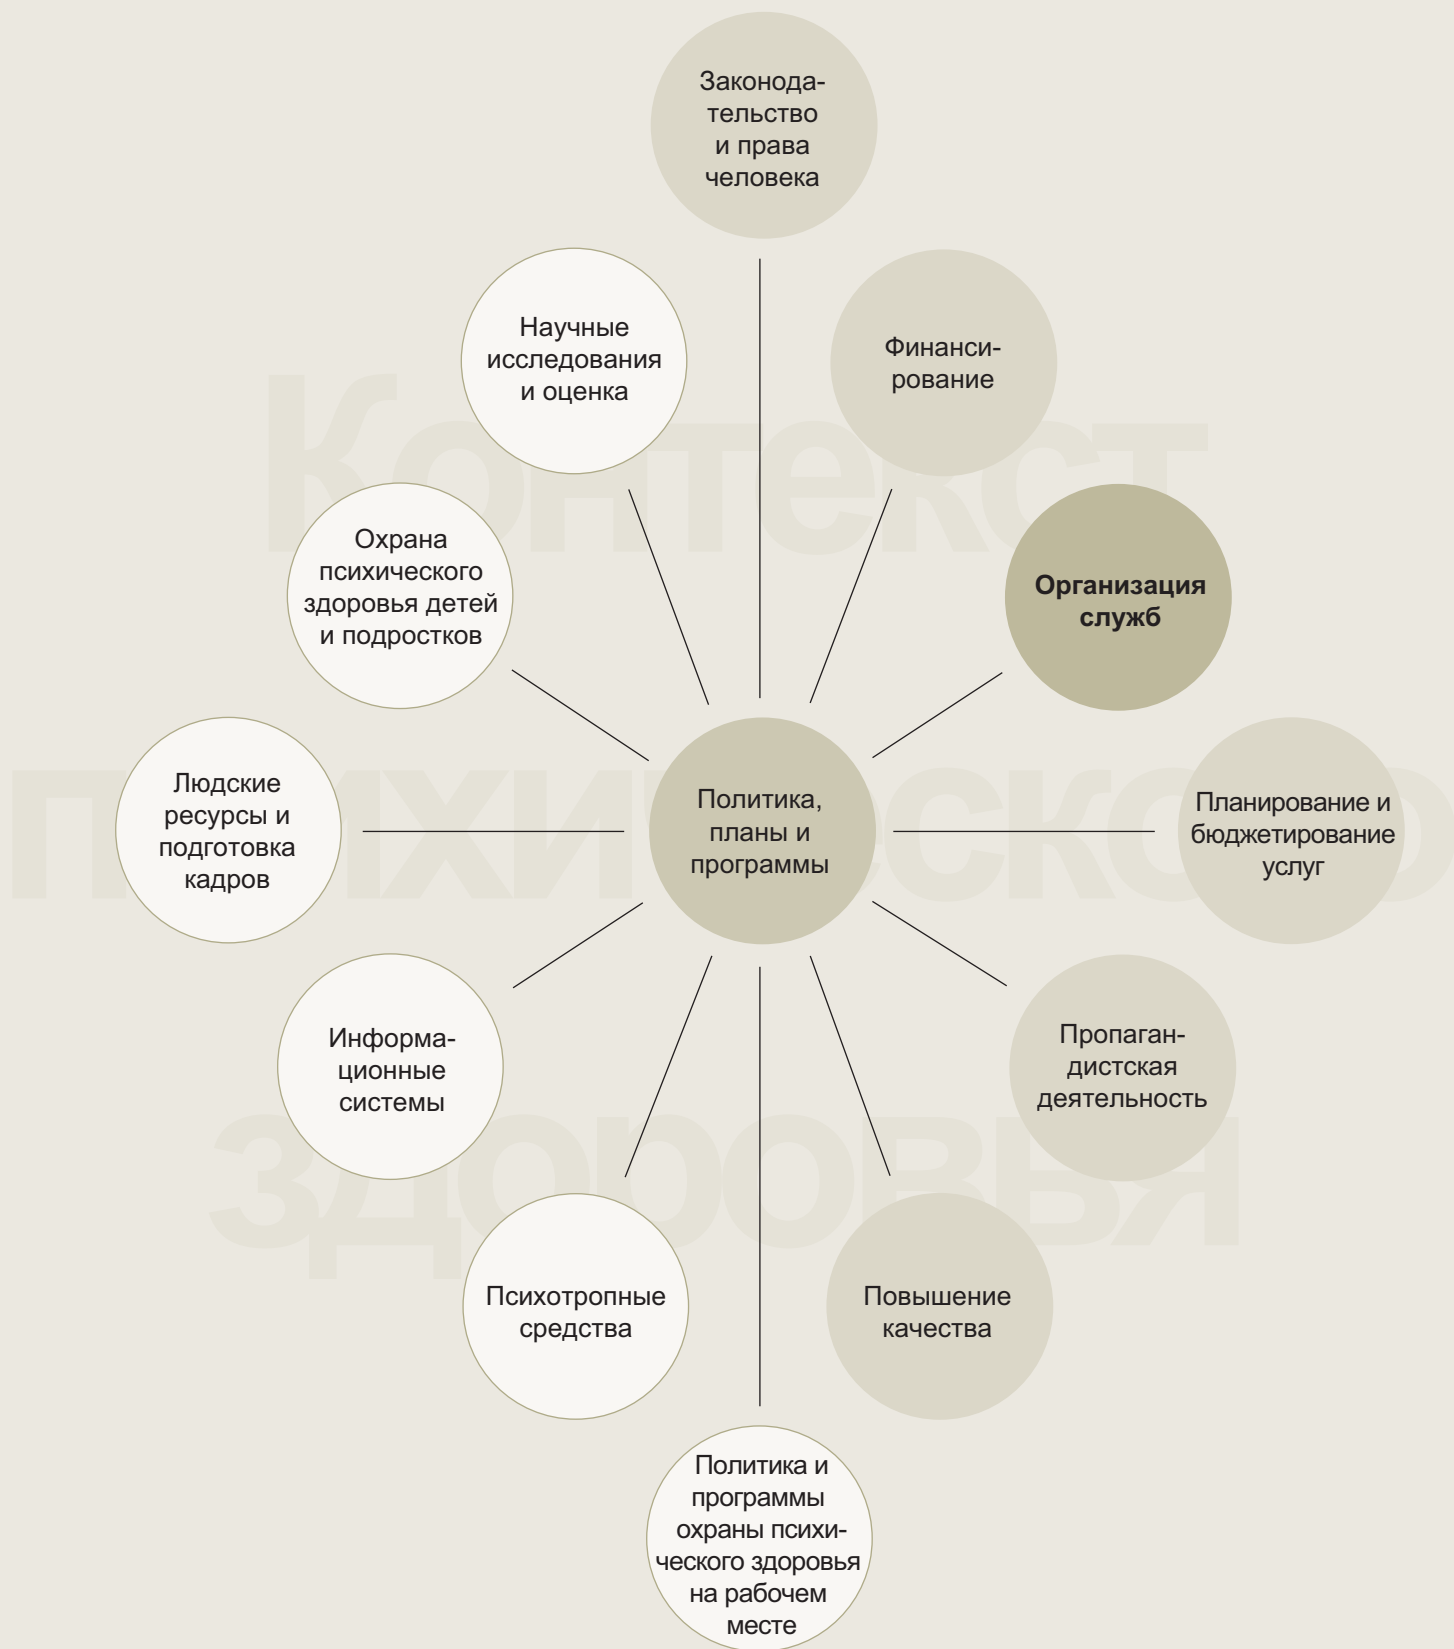 Законода-
тельство
и права
человека
Научные
исследования
и оценка
Финанси-
рование
Контекст
Охрана
психического
здоровья детей
и подростков
Организация
служб
Людские
ресурсы и
подготовка
кадров
Политика,
планы и
программы
Планирование и
бюджетирование
услуг
психического
Информа-
ционные
системы
Пропаган-
дистская
деятельность
здоровья
Психотропные
средства
Повышение
качества
Политика и
программы
охраны психи-
ческого здоровья
на рабочем
месте